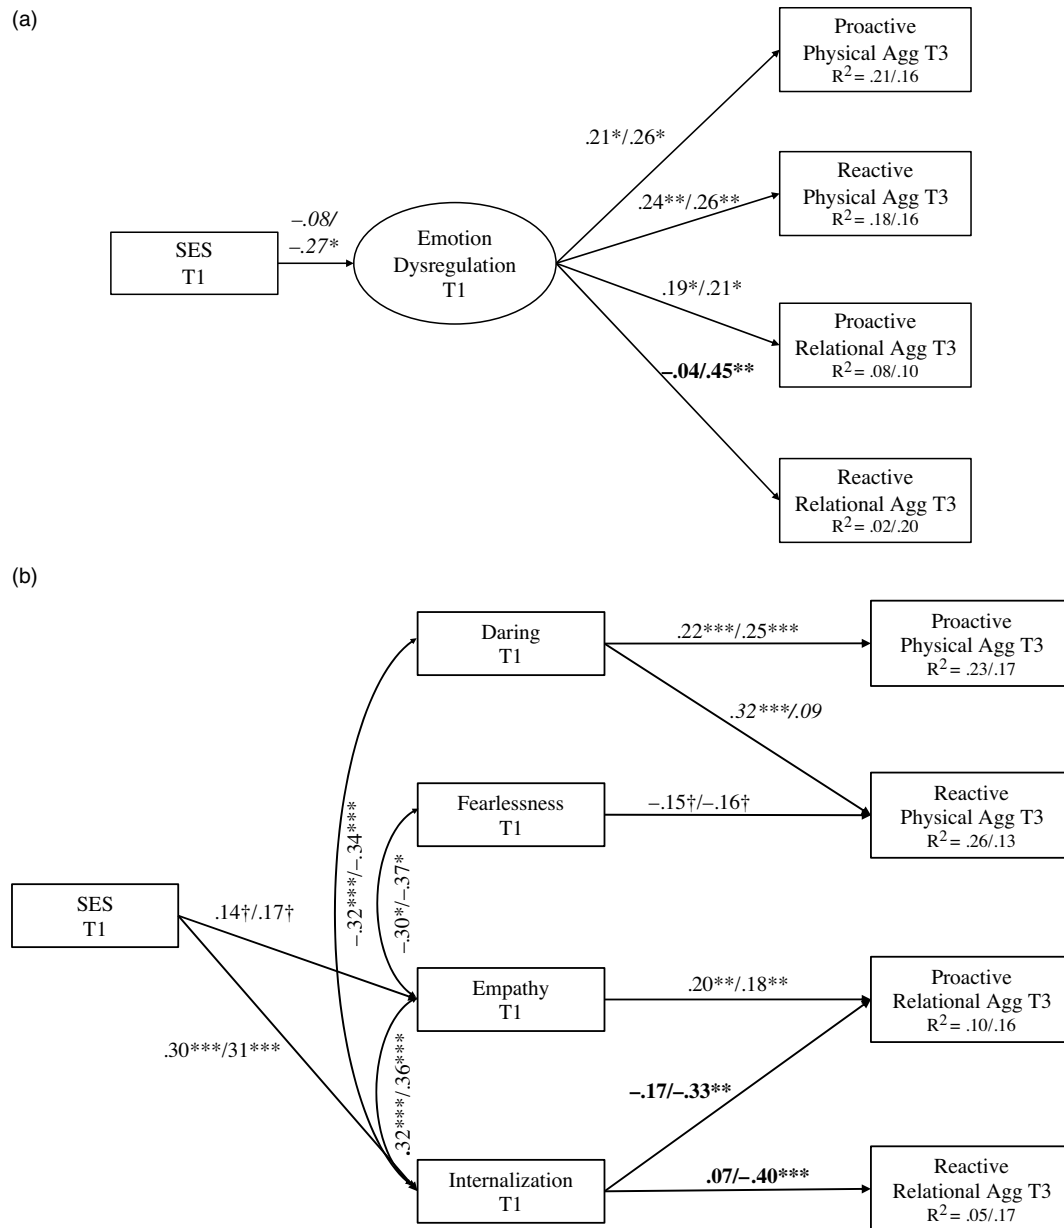 (a)
Proactive
Physical Agg T3
R² = .21/.16
.21*/.26*
Reactive
Physical Agg T3
R² = .18/.16
.24**/.26**
–.08/
–.27*
SES
T1
Emotion
Dysregulation
T1
.19*/.21*
Proactive
Relational Agg T3
R² = .08/.10
–.04/.45**
Reactive
Relational Agg T3
R² = .02/.20
(b)
Daring
T1
.22***/.25***
Proactive
Physical Agg T3
R² = .23/.17
.32***/.09
Fearlessness
T1
–.15†/–.16†
Reactive
Physical Agg T3
R² = .26/.13
–.32***/–.34***
–.30*/–.37*
SES
T1
.14†/.17†
Empathy
T1
.20**/.18**
Proactive
Relational Agg T3
R² = .10/.16
.30***/31***
.32***/.36***
–.17/–.33**
Internalization
T1
.07/–.40***
Reactive
Relational Agg T3
R² = .05/.17